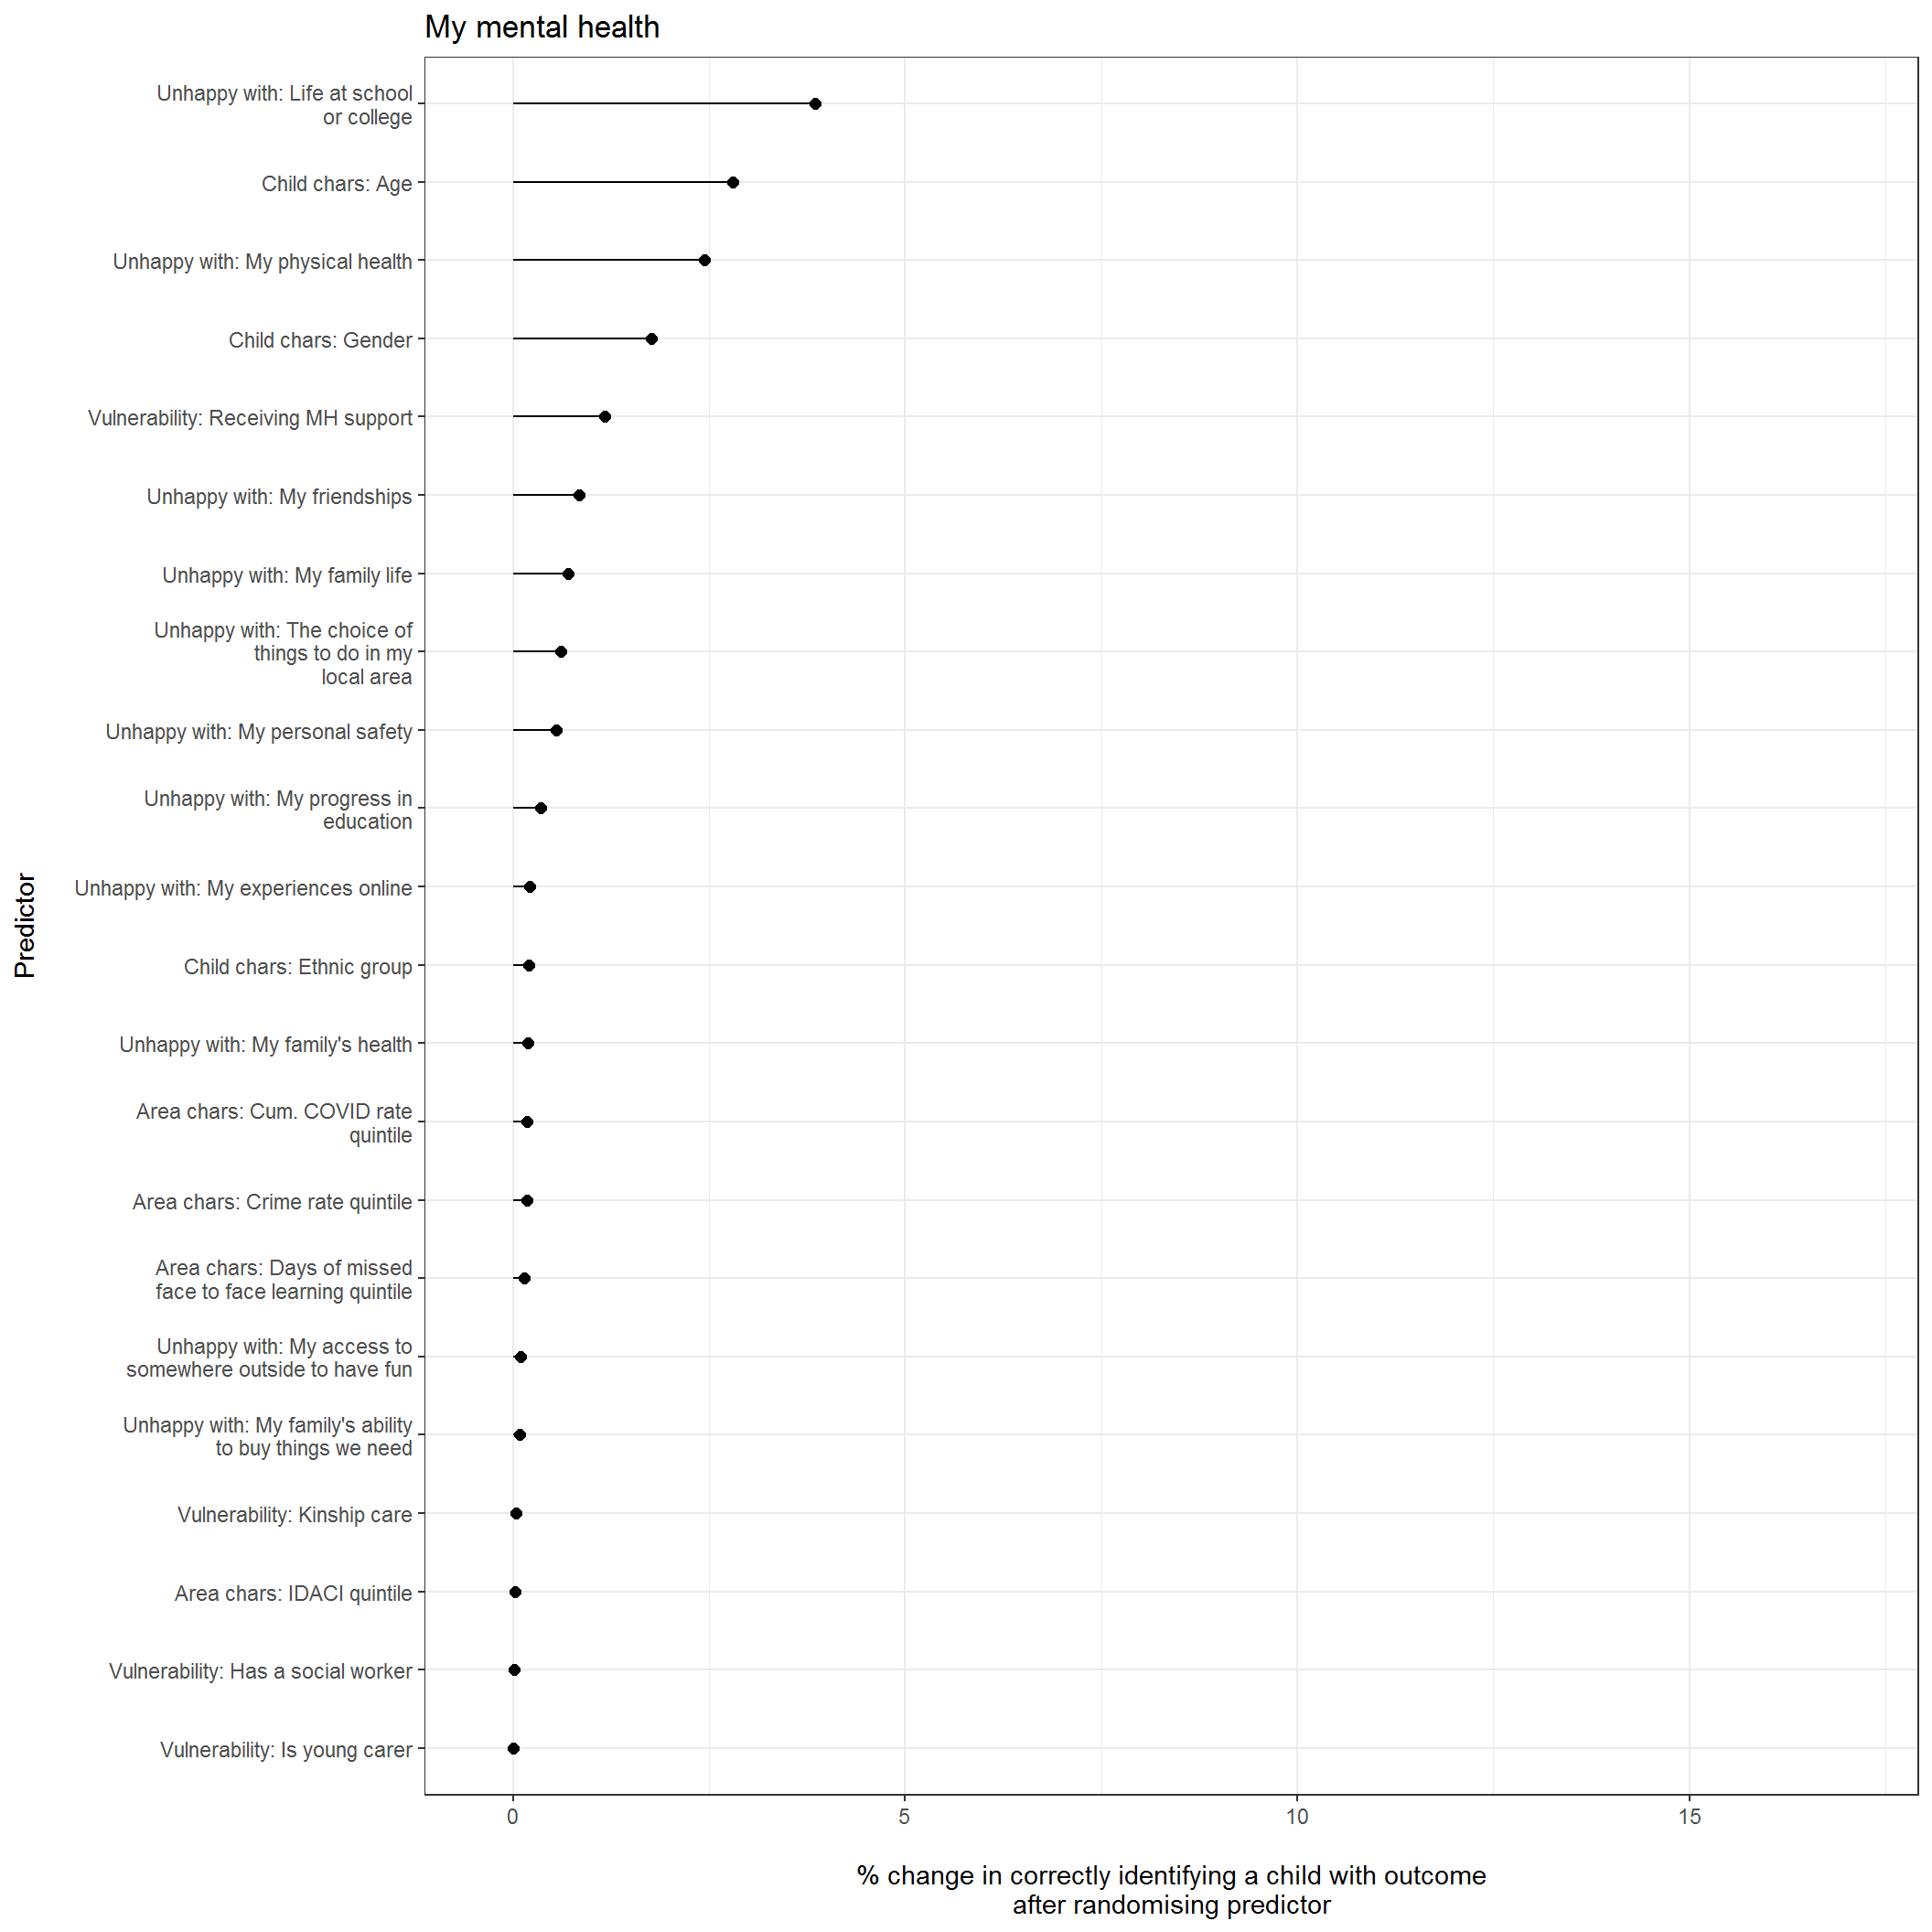 My mental health
Unhappy with: Life at school
or college
Child chars: Age
Unhappy with: My physical health
Child chars: Gender
Vulnerability: Receiving MH support
Unhappy with: My friendships
Unhappy with: My family life
Unhappy with: The choice of
things to do in my
local area
Unhappy with: My personal safety
Unhappy with: My progress in
education
Unhappy with: My experiences online
Child chars: Ethnic group
Unhappy with: My family's health
Area chars: Cum. COVID rate
quintile
Area chars: Crime rate quintile
Area chars: Days of missed
face to face learning quintile
Unhappy with: My access to
somewhere outside to have fun
Unhappy with: My family's ability
to buy things we need
Vulnerability: Kinship care
Area chars: IDACI quintile
Vulnerability: Has a social worker
Vulnerability: Is young carer
Predictor
0 5 10 15
% change in correctly identifying a child with outcome
after randomising predictor